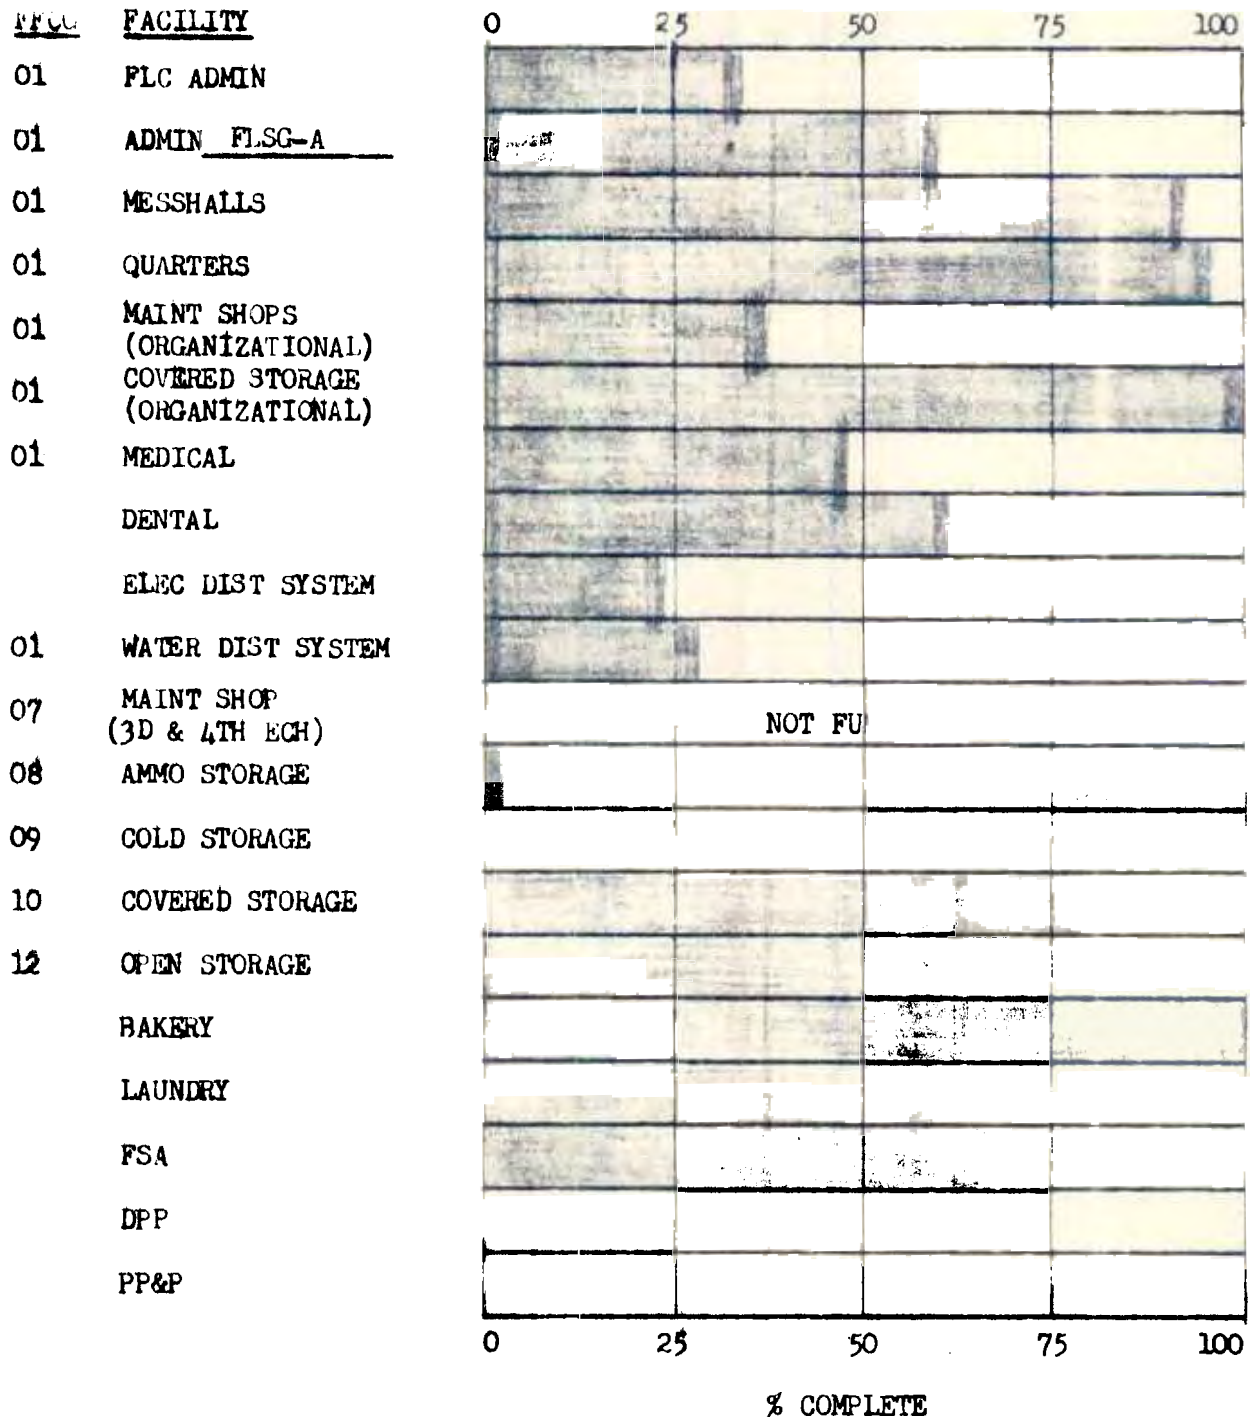 FACILITY 0 25 50 75 100
01 FLC ADMIN
01 ADMIN FLSG-A
01 MESSHALLS
01 QUARTERS
01 MAINT SHOPS
(ORGANIZATIONAL)
01 COVERED STORAGE
(ORGANIZATIONAL)
01 MEDICAL
DENTAL
ELEC DIST SYSTEM
01 WATER DIST SYSTEM
07 MAINT SHOP
(3D & 4TH ECH) NOT FU
08 AMMO STORAGE
09 COLD STORAGE
10 COVERED STORAGE
12 OPEN STORAGE
BAKERY
LAUNDRY
FSA
DPP
PP&P
0 25 50 75 100
% COMPLETE